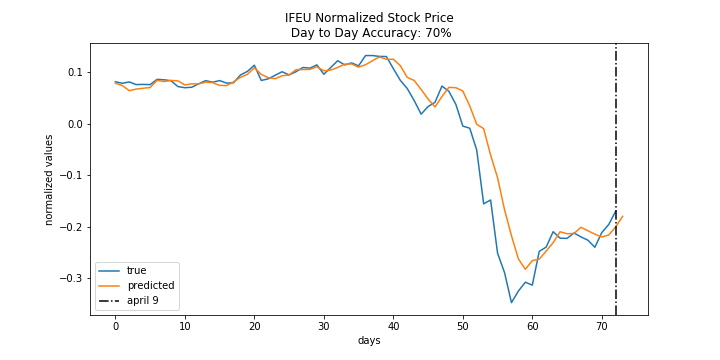 IFEU Normalized Stock Price
Day to Day Accuracy: 70%
normalized values
0.1
0.0
−0.1
−0.2
−0.3
true
predicted
april 9
0 10 20 30 40 50 60 70
days